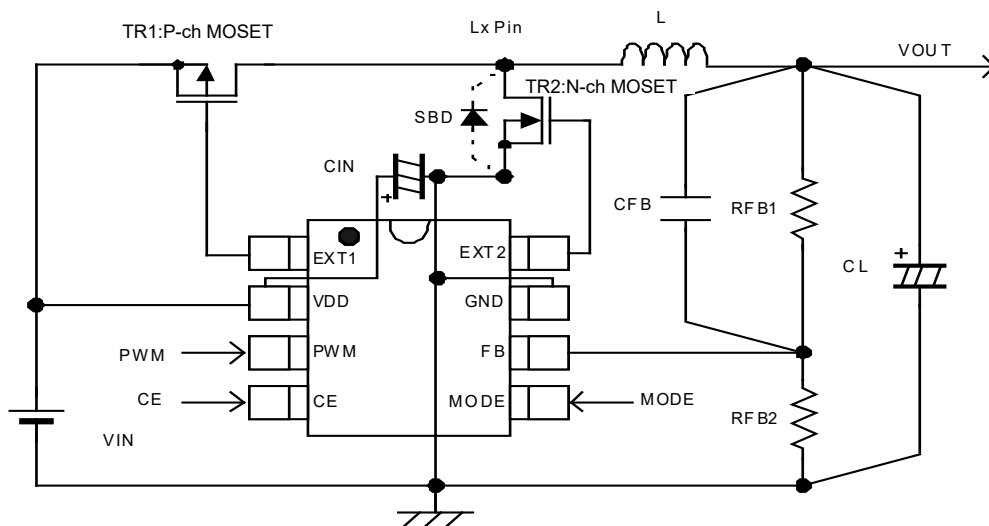 TR1:P-ch MOSET
Lx Pin
L
VOUT
TR2:N-ch MOSET
SBD
CIN
+
CFB
RFB1
EXT1
EXT2
+
CL
VDD
GND
PWM
PWM
FB
CE
CE
MODE
MODE
RFB2
VIN